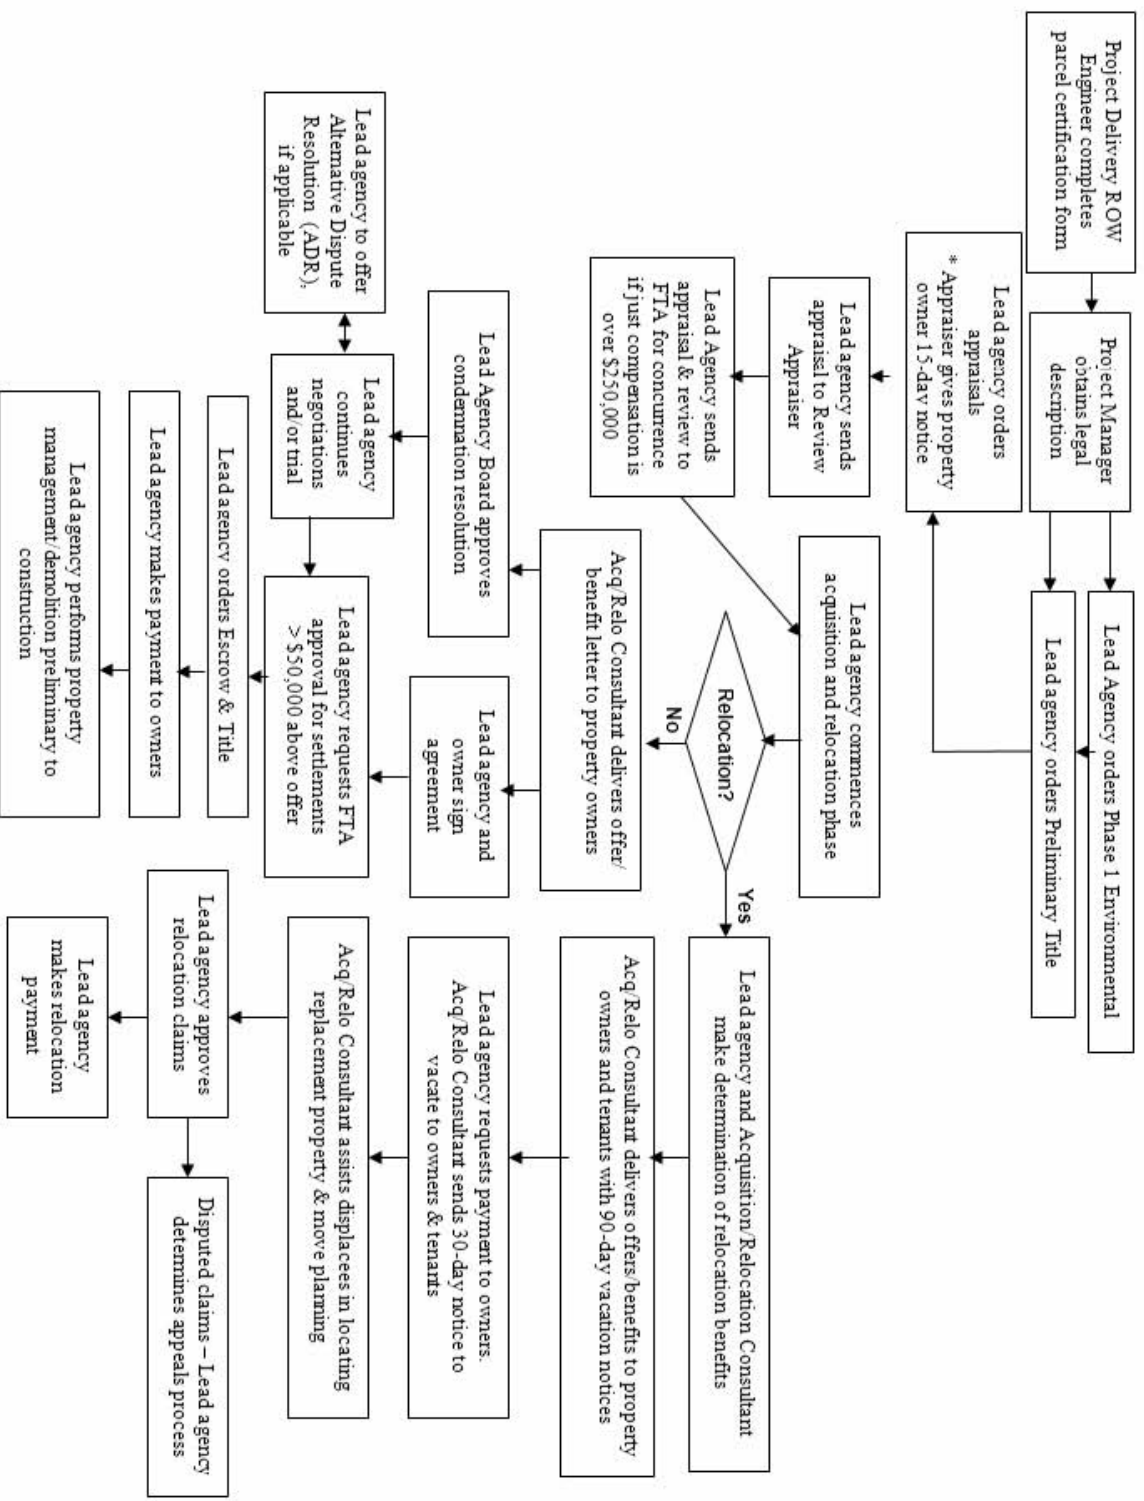 Project Delivery ROW
Engineer completes
parcel certification form
Project Manager
obtains legal
description
Lead Agency orders Phase 1 Environmental
Lead agency orders Preliminary Title
Lead agency orders
appraisals
* Appraiser gives property
owner 15-day notice
Lead agency sends
appraisal to Review
Appraiser
Lead Agency sends
appraisal & review to
FTA for concurrence
if just compensation is
over $250,000
Lead agency commences
acquisition and relocation phase
Relocation?
Yes
No
Lead agency and Acquisition/Relocation Consultant
make determination of relocation benefits
Acq/Relo Consultant delivers offer/
benefit letter to property owners
Acq/Relo Consultant delivers offers/benefits to property
owners and tenants with 90-day vacation notices
Lead Agency Board approves
condemnation resolution
Lead agency and
owner sign
agreement
Lead agency requests payment to owners.
Acq/Relo Consultant sends 30-day notice to
vacate to owners & tenants
Lead agency to offer
Alternative Dispute
Resolution (ADR),
if applicable
Lead agency
continues
negotiations
and/or trial
Lead agency requests FTA
approval for settlements
> $50,000 above offer
Acq/Relo Consultant assists displacees in locating
replacement property & move planning
Lead agency orders Escrow & Title
Lead agency makes payment to owners
Lead agency performs property
management/demolition preliminary to
construction
Lead agency approves
relocation claims
Disputed claims – Lead agency
determines appeals process
Lead agency
makes relocation
payment